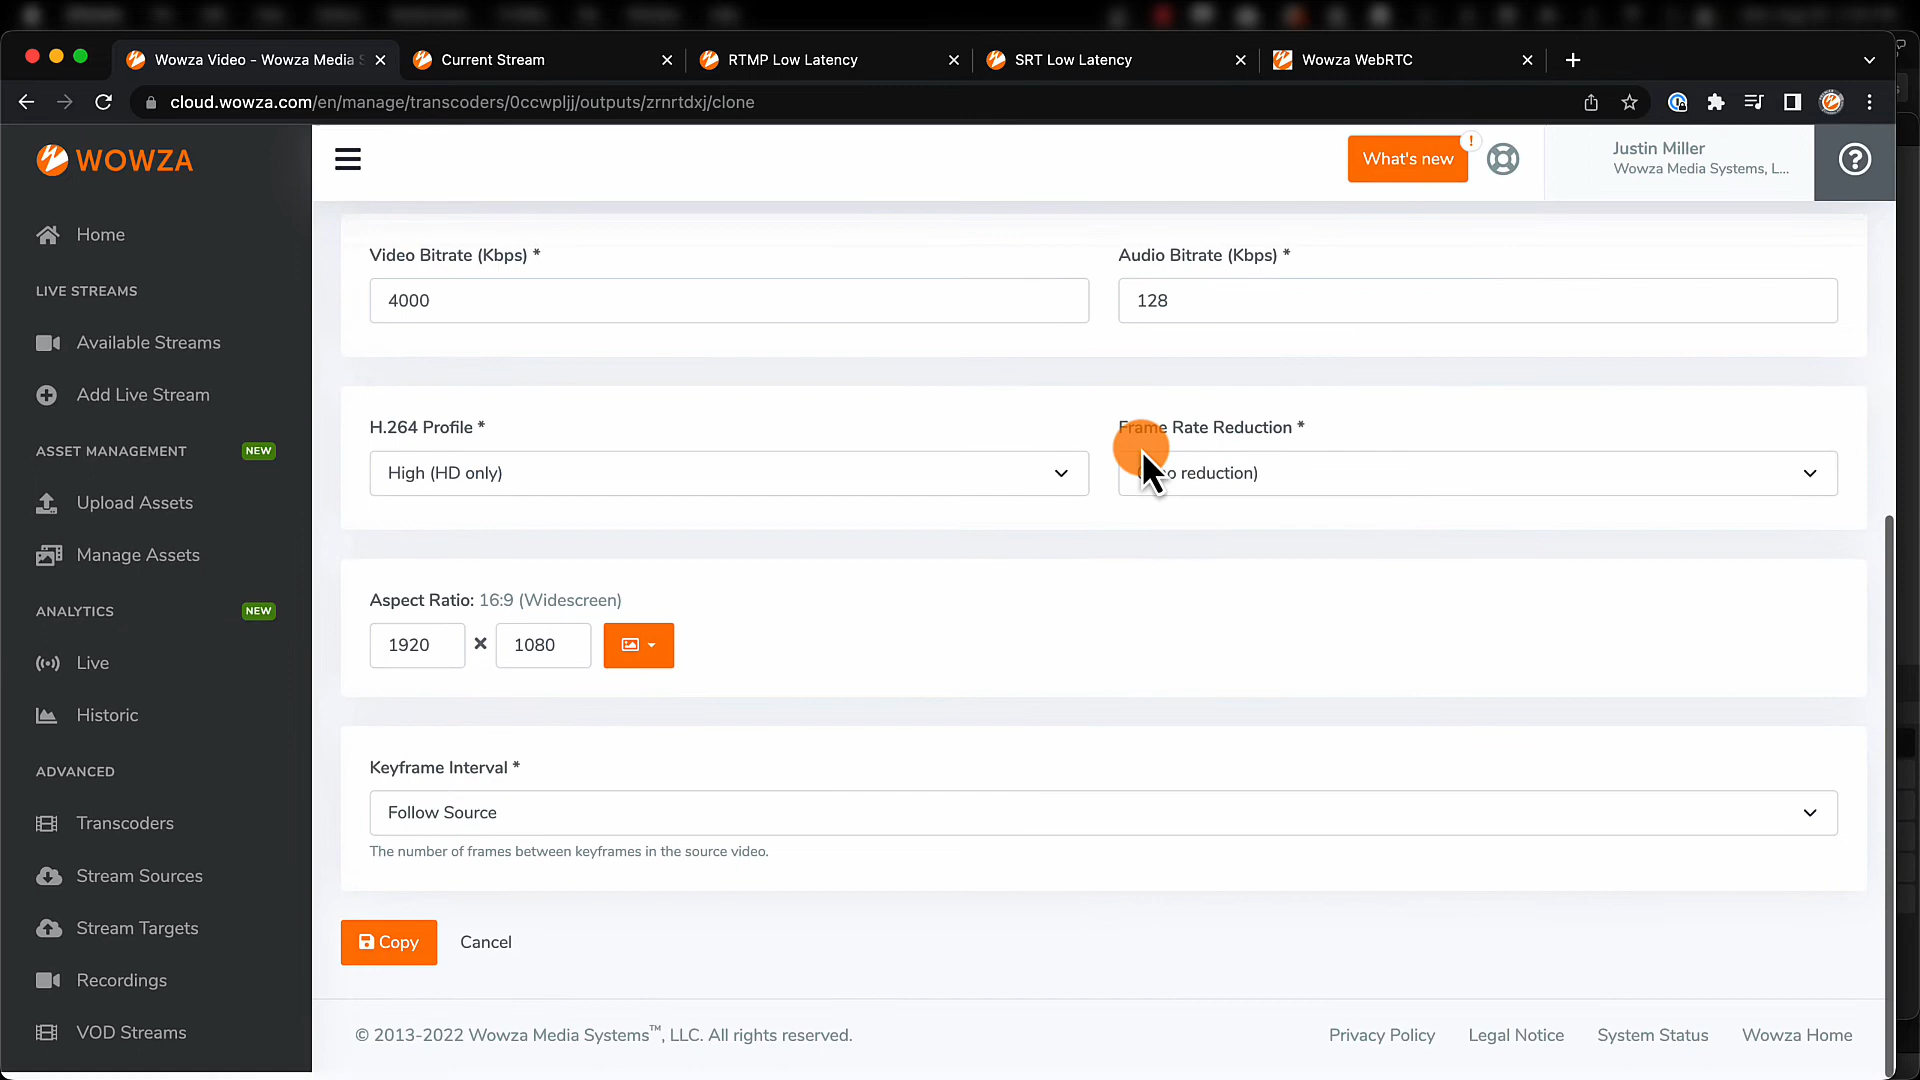 Wowza Video - Wowza Media S
Current Stream
RTMP Low Latency
SRT Low Latency
Wowza WebRTC
cloud.wowza.com/en/manage/transcoders/0ccwpljj/outputs/zrnrtdxj/clone
WOWZA
What's new
!
Justin Miller
Wowza Media Systems, L...
Home
LIVE STREAMS
Available Streams
Add Live Stream
ASSET MANAGEMENT NEW
Upload Assets
Manage Assets
ANALYTICS NEW
Live
Historic
ADVANCED
Transcoders
Stream Sources
Stream Targets
Recordings
VOD Streams
Video Bitrate (Kbps) *
4000
Audio Bitrate (Kbps) *
128
H.264 Profile *
High (HD only)
Frame Rate Reduction *
reduction)
Aspect Ratio: 16:9 (Widescreen)
1920 × 1080
Keyframe Interval *
Follow Source
The number of frames between keyframes in the source video.
Copy Cancel
© 2013-2022 Wowza Media Systems™, LLC. All rights reserved.
Privacy Policy Legal Notice System Status Wowza Home